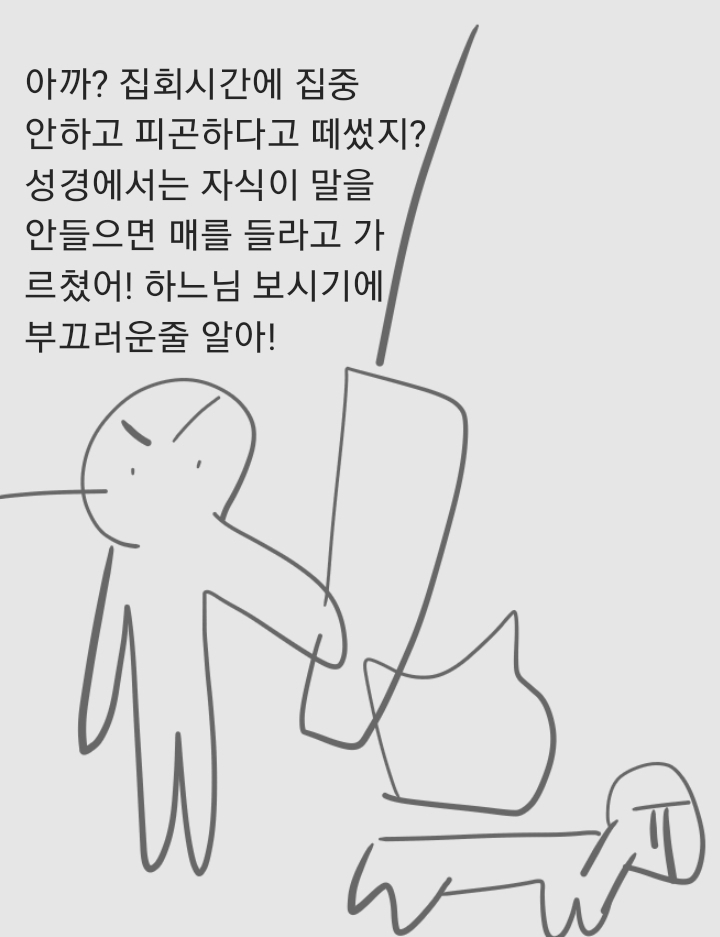 아까? 집회시간에 집중
안하고 피곤하다고 떼썼지?
성경에서는 자식이 말을
안들으면 매를 들라고 가
르쳤어! 하느님 보시기에
부끄러운줄 알아!